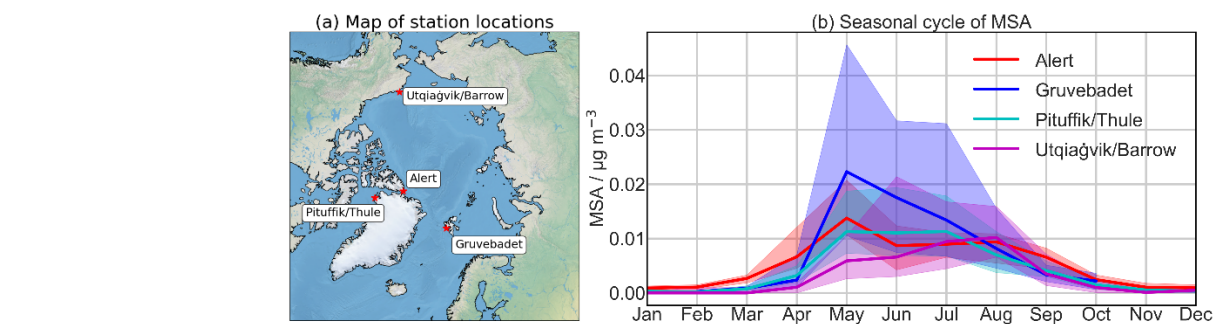 (a) Map of station locations
Utqiaġvik/Barrow
Alert
Pituffik/Thule
Gruvebadet
(b) Seasonal cycle of MSA
MSA / µg m⁻³
0.04
0.03
0.02
0.01
0.00
Alert
Gruvebadet
Pituffik/Thule
Utqiaġvik/Barrow
Jan Feb Mar Apr May Jun Jul Aug Sep Oct Nov Dec